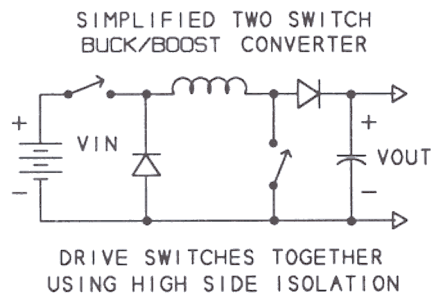 SIMPLIFIED TWO SWITCH
BUCK/BOOST CONVERTER
+
+
VIN
VOUT
−
−
DRIVE SWITCHES TOGETHER
USING HIGH SIDE ISOLATION